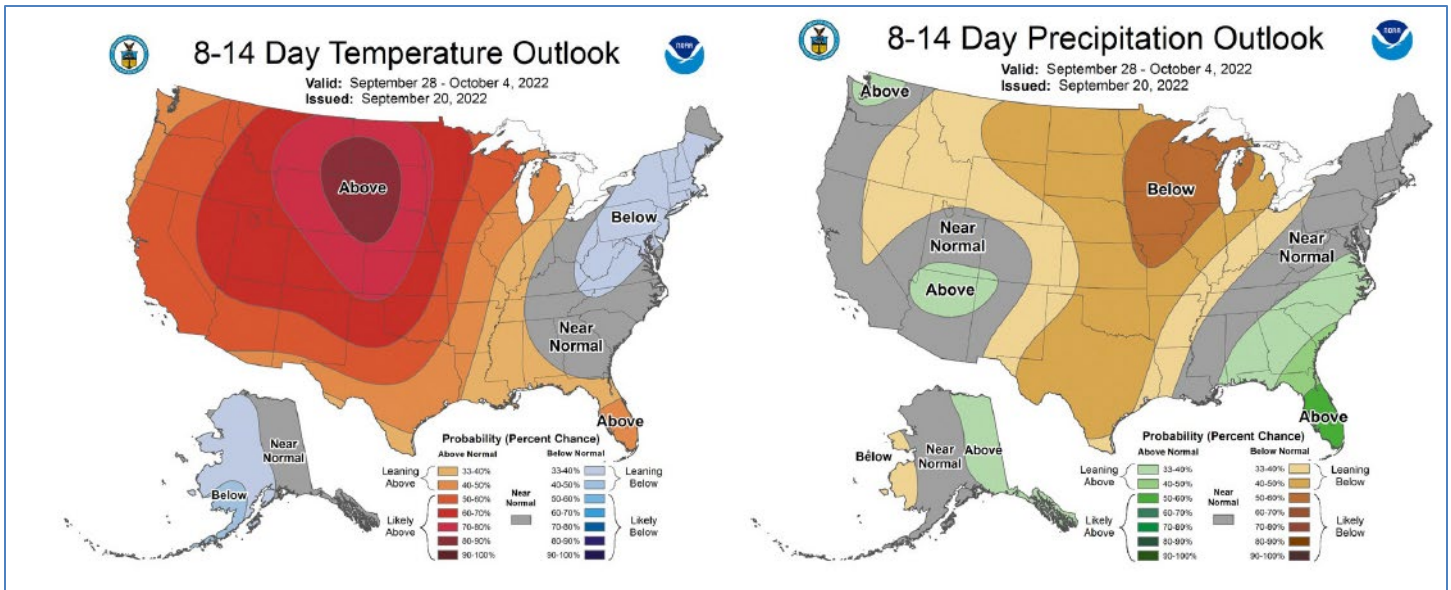 8-14 Day Temperature Outlook
Valid: September 28 - October 4, 2022
Issued: September 20, 2022
NOAA
Above
Below
Near
Normal
Above
Near
Normal
Below
Probability (Percent Chance)
Above Normal
Below Normal
Leaning
Above
33-40%
40-50%
Likely
Above
50-60%
60-70%
70-80%
80-90%
90-100%
Near
Normal
33-40%
40-50%
50-60%
60-70%
70-80%
80-90%
90-100%
Leaning
Below
Likely
Below
8-14 Day Precipitation Outlook
Valid: September 28 - October 4, 2022
Issued: September 20, 2022
NOAA
Above
Below
Near
Normal
Near
Normal
Above
Above
Below
Near
Normal
Above
Probability (Percent Chance)
Above Normal
Below Normal
Leaning
Above
33-40%
40-50%
Likely
Above
50-60%
60-70%
70-80%
80-90%
90-100%
Near
Normal
33-40%
40-50%
50-60%
60-70%
70-80%
80-90%
90-100%
Leaning
Below
Likely
Below